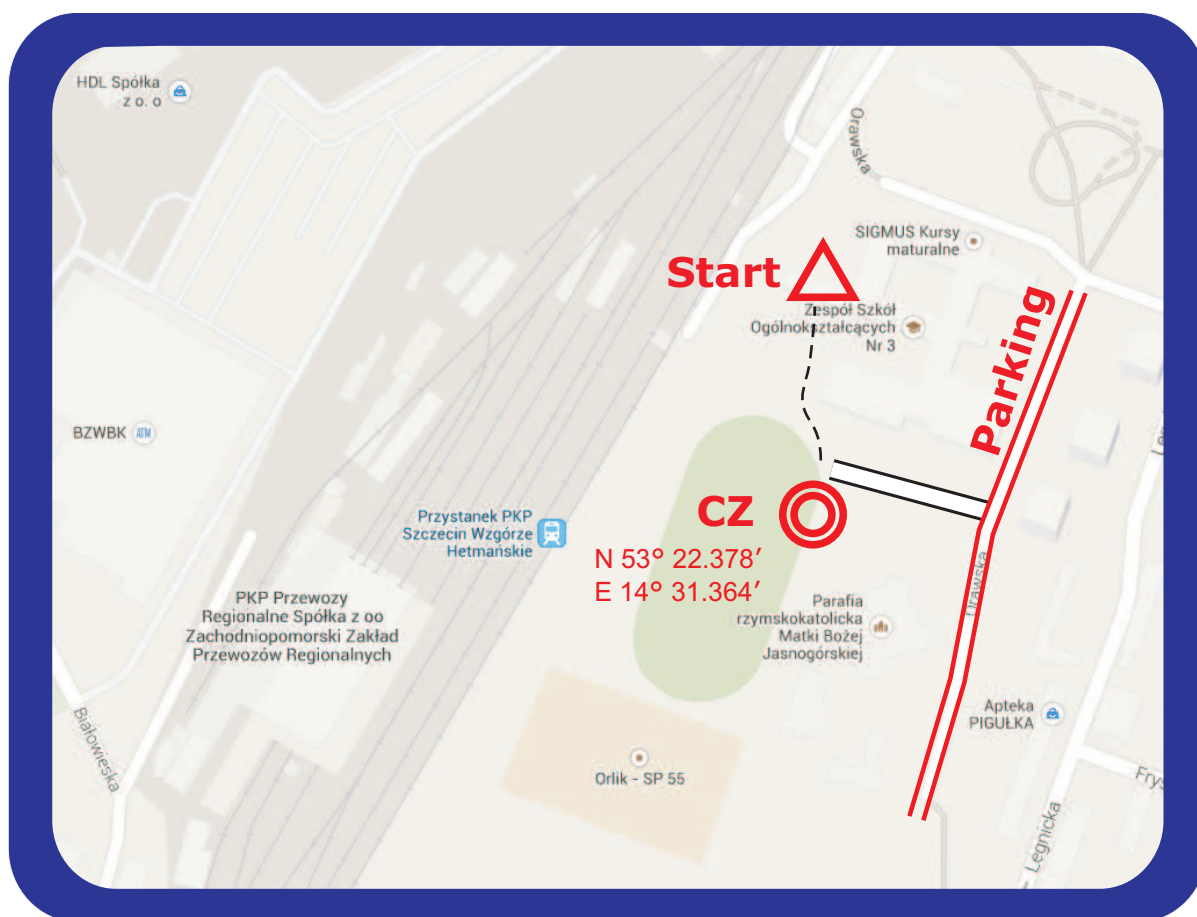 HDL Spółka
z o. o
Orawska
SIGMUS Kursy
maturalne
Start
Zespół Szkół
Ogólnokształcących
Nr 3
Parking
BZWBK
ATM
CZ
N 53° 22.378′
E 14° 31.364′
Przystanek PKP
Szczecin Wzgórze
Hetmańskie
Orawska
PKP Przewozy
Regionalne Spółka z oo
Zachodniopomorski Zakład
Przewozów Regionalnych
Parafia
rzymskokatolicka
Matki Bożej
Jasnogórskiej
Apteka
PIGUŁKA
Białowieska
Orlik - SP 55
Frys
Legnicka